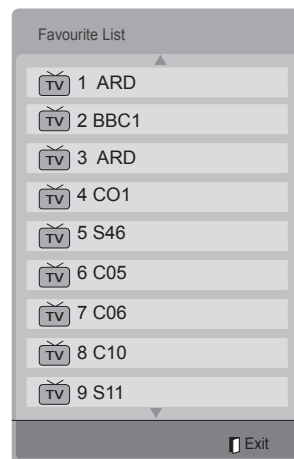 Favourite List
TV 1 ARD
TV 2 BBC1
TV 3 ARD
TV 4 CO1
TV 5 S46
TV 6 C05
TV 7 C06
TV 8 C10
TV 9 S11
Exit